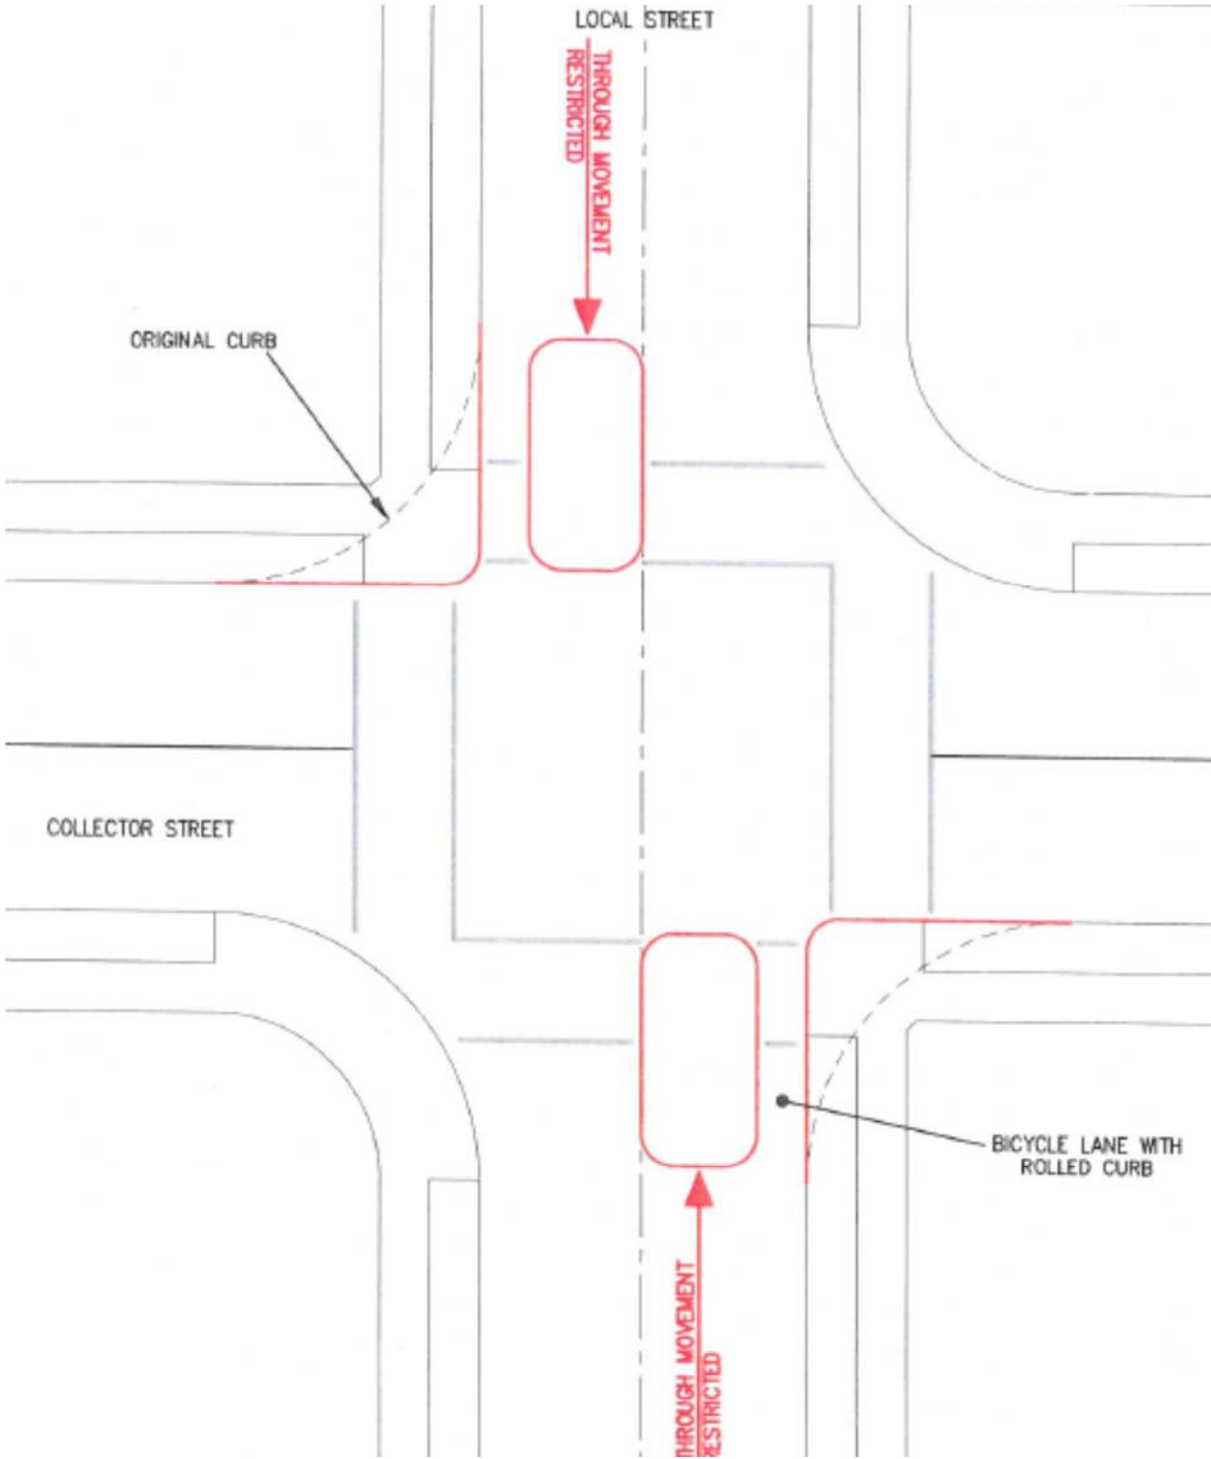 LOCAL STREET
THROUGH MOVEMENT
RESTRICTED
ORIGINAL CURB
COLLECTOR STREET
BICYCLE LANE WITH
ROLLED CURB
THROUGH MOVEMENT
RESTRICTED